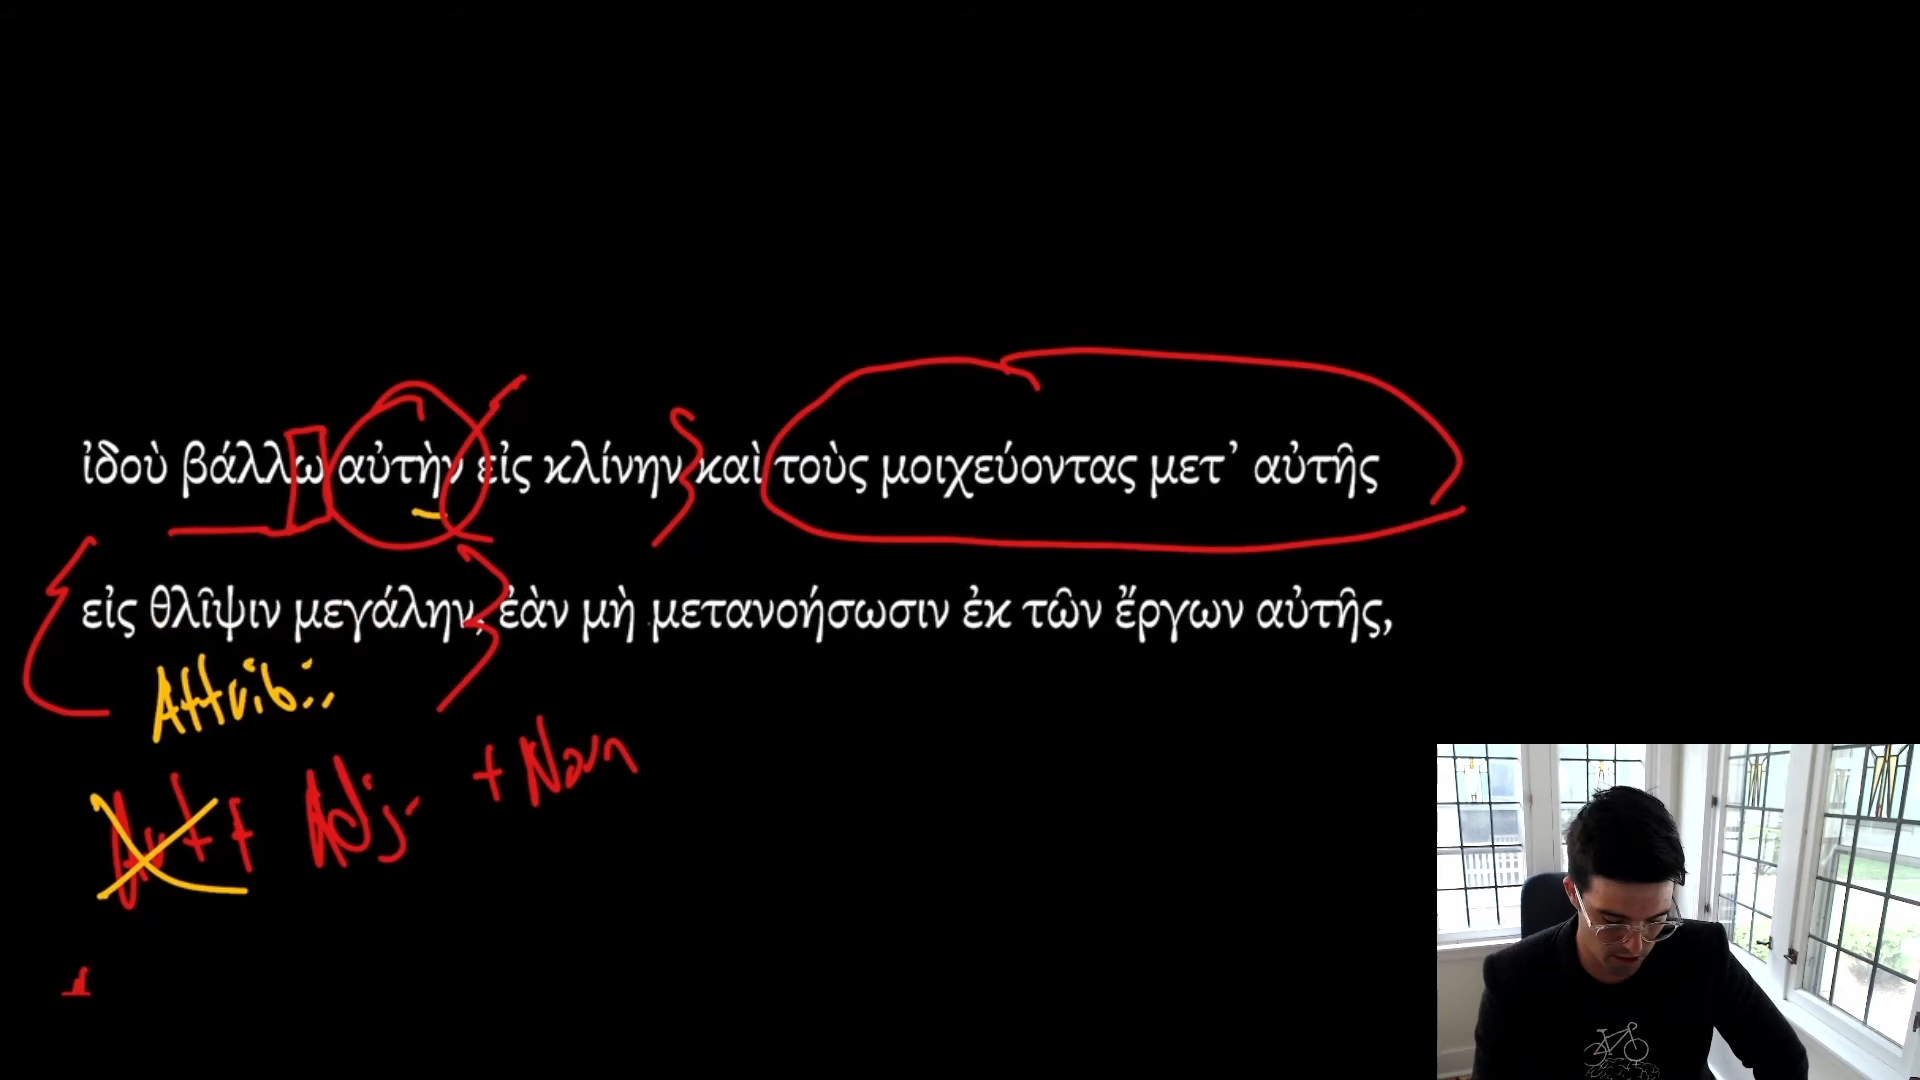 ἰδοὺ βάλλω αὐτὴν εἰς κλίνην καὶ τοὺς μοιχεύοντας μετ᾽ αὐτῆς
εἰς θλῖψιν μεγάλην, ἐὰν μὴ μετανοήσωσιν ἐκ τῶν ἔργων αὐτῆς,
Attrib:
Art + Adj. + Noun